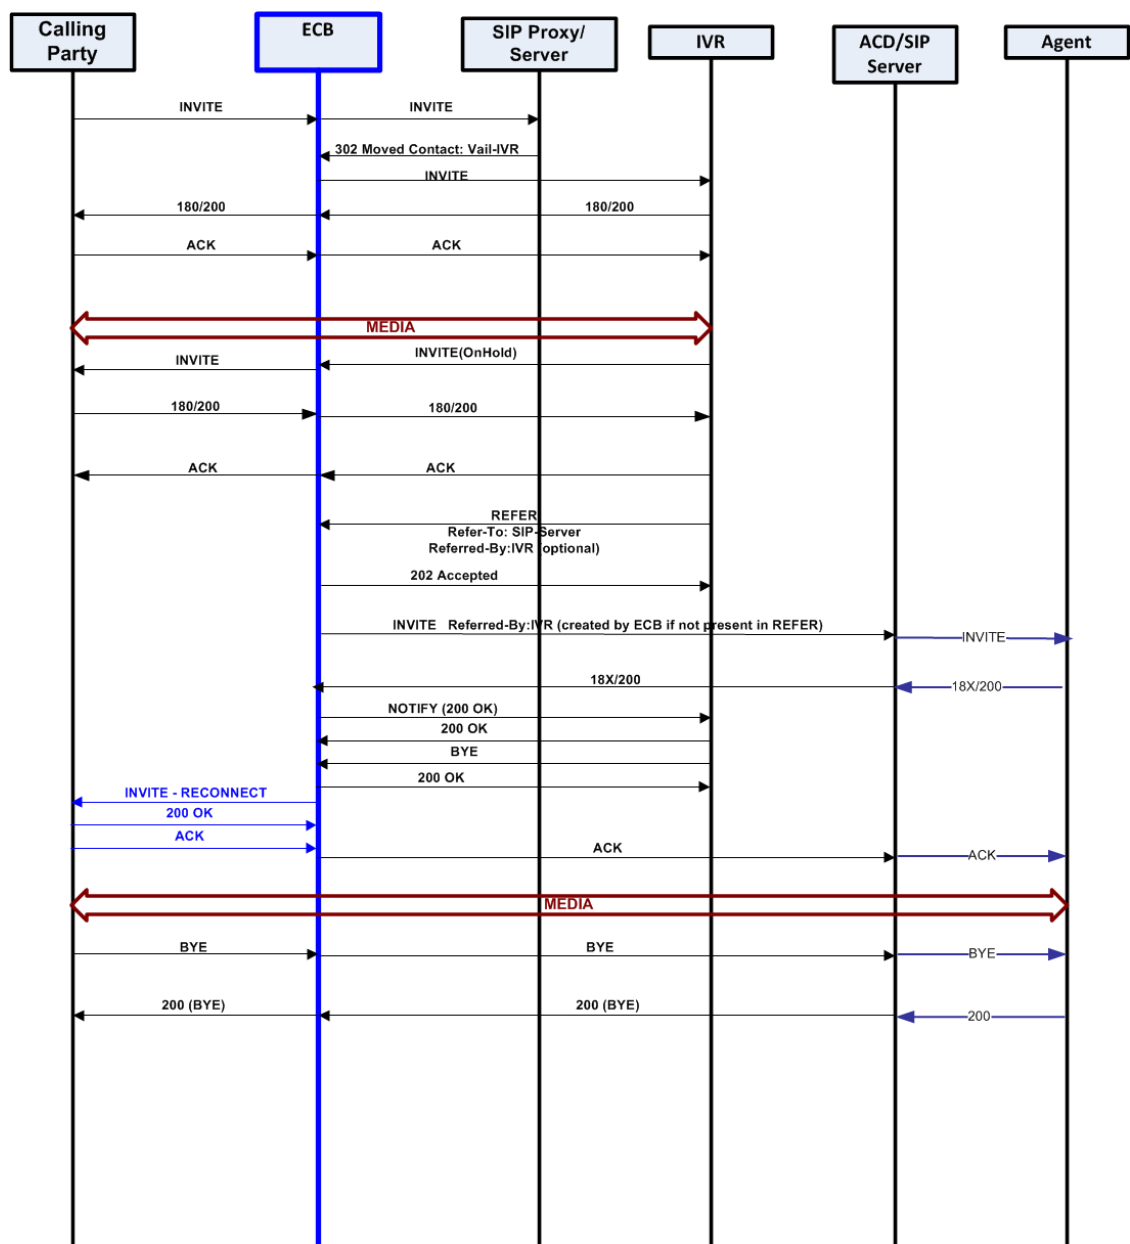 Calling
Party
ECB
SIP Proxy/
Server
IVR
ACD/SIP
Server
Agent
INVITE
INVITE
302 Moved Contact: Vail-IVR
INVITE
180/200
180/200
ACK
ACK
MEDIA
INVITE(OnHold)
INVITE
180/200
180/200
ACK
ACK
REFER
Refer-To: SIP-Server
Referred-By:IVR (optional)
202 Accepted
INVITE   Referred-By:IVR (created by ECB if not present in REFER)
INVITE
18X/200
18X/200
NOTIFY (200 OK)
200 OK
BYE
200 OK
INVITE - RECONNECT
200 OK
ACK
ACK
ACK
MEDIA
BYE
BYE
BYE
200 (BYE)
200 (BYE)
200